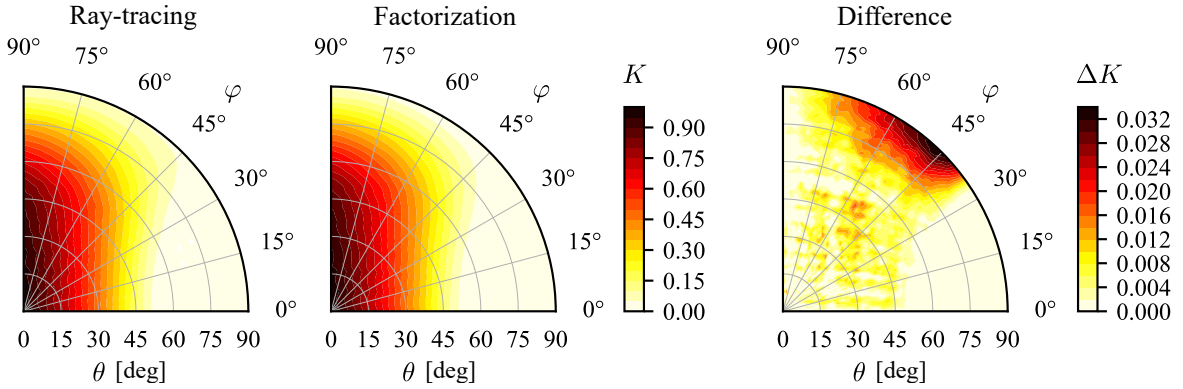 Ray-tracing
90°
75°
60°
φ
45°
30°
15°
0°
0 15 30 45 60 75 90
θ [deg]
Factorization
90°
75°
60°
φ
45°
30°
15°
0°
0 15 30 45 60 75 90
θ [deg]
K
0.90
0.75
0.60
0.45
0.30
0.15
0.00
Difference
90°
75°
60°
φ
45°
30°
15°
0°
0 15 30 45 60 75 90
θ [deg]
ΔK
0.032
0.028
0.024
0.020
0.016
0.012
0.008
0.004
0.000